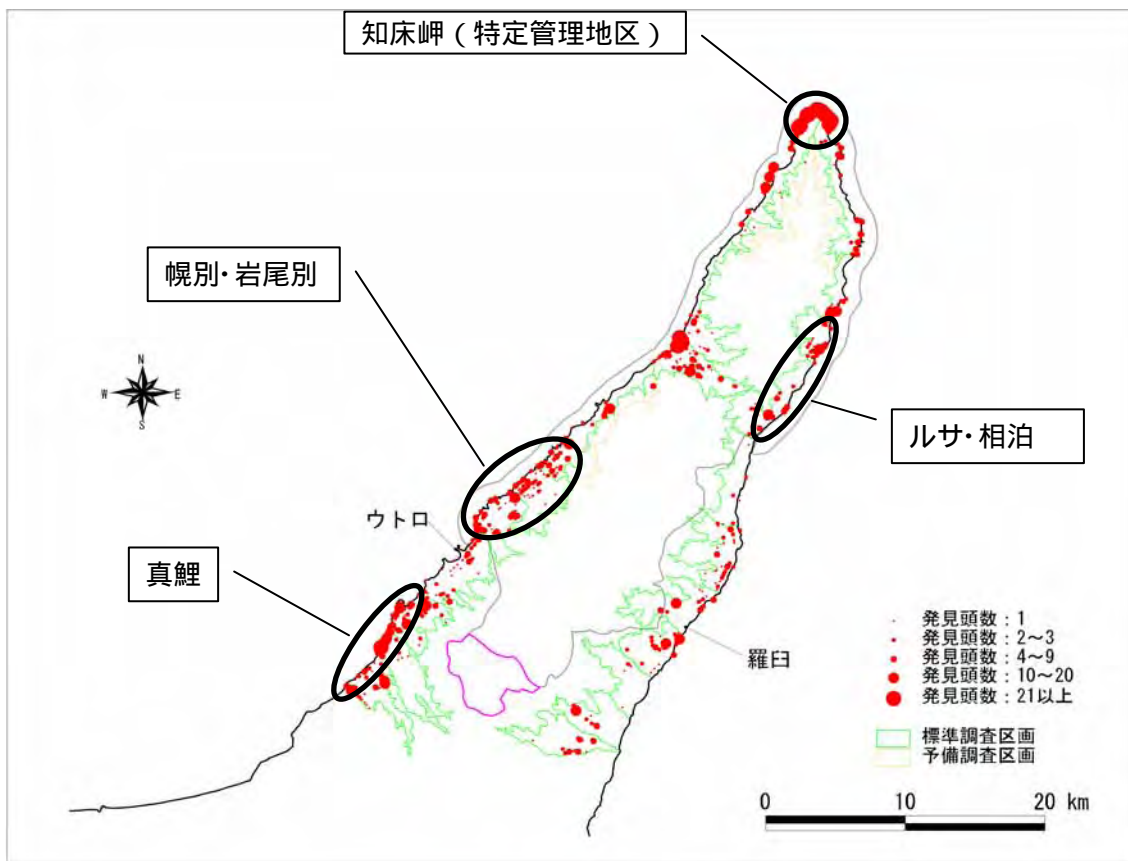 知床岬（特定管理地区）
幌別・岩尾別
N
W E
S
ルサ・相泊
ウトロ
真鯉
羅臼
発見頭数：1
発見頭数：2〜3
発見頭数：4〜9
発見頭数：10〜20
発見頭数：21以上
標準調査区画
予備調査区画
0 10 20 km